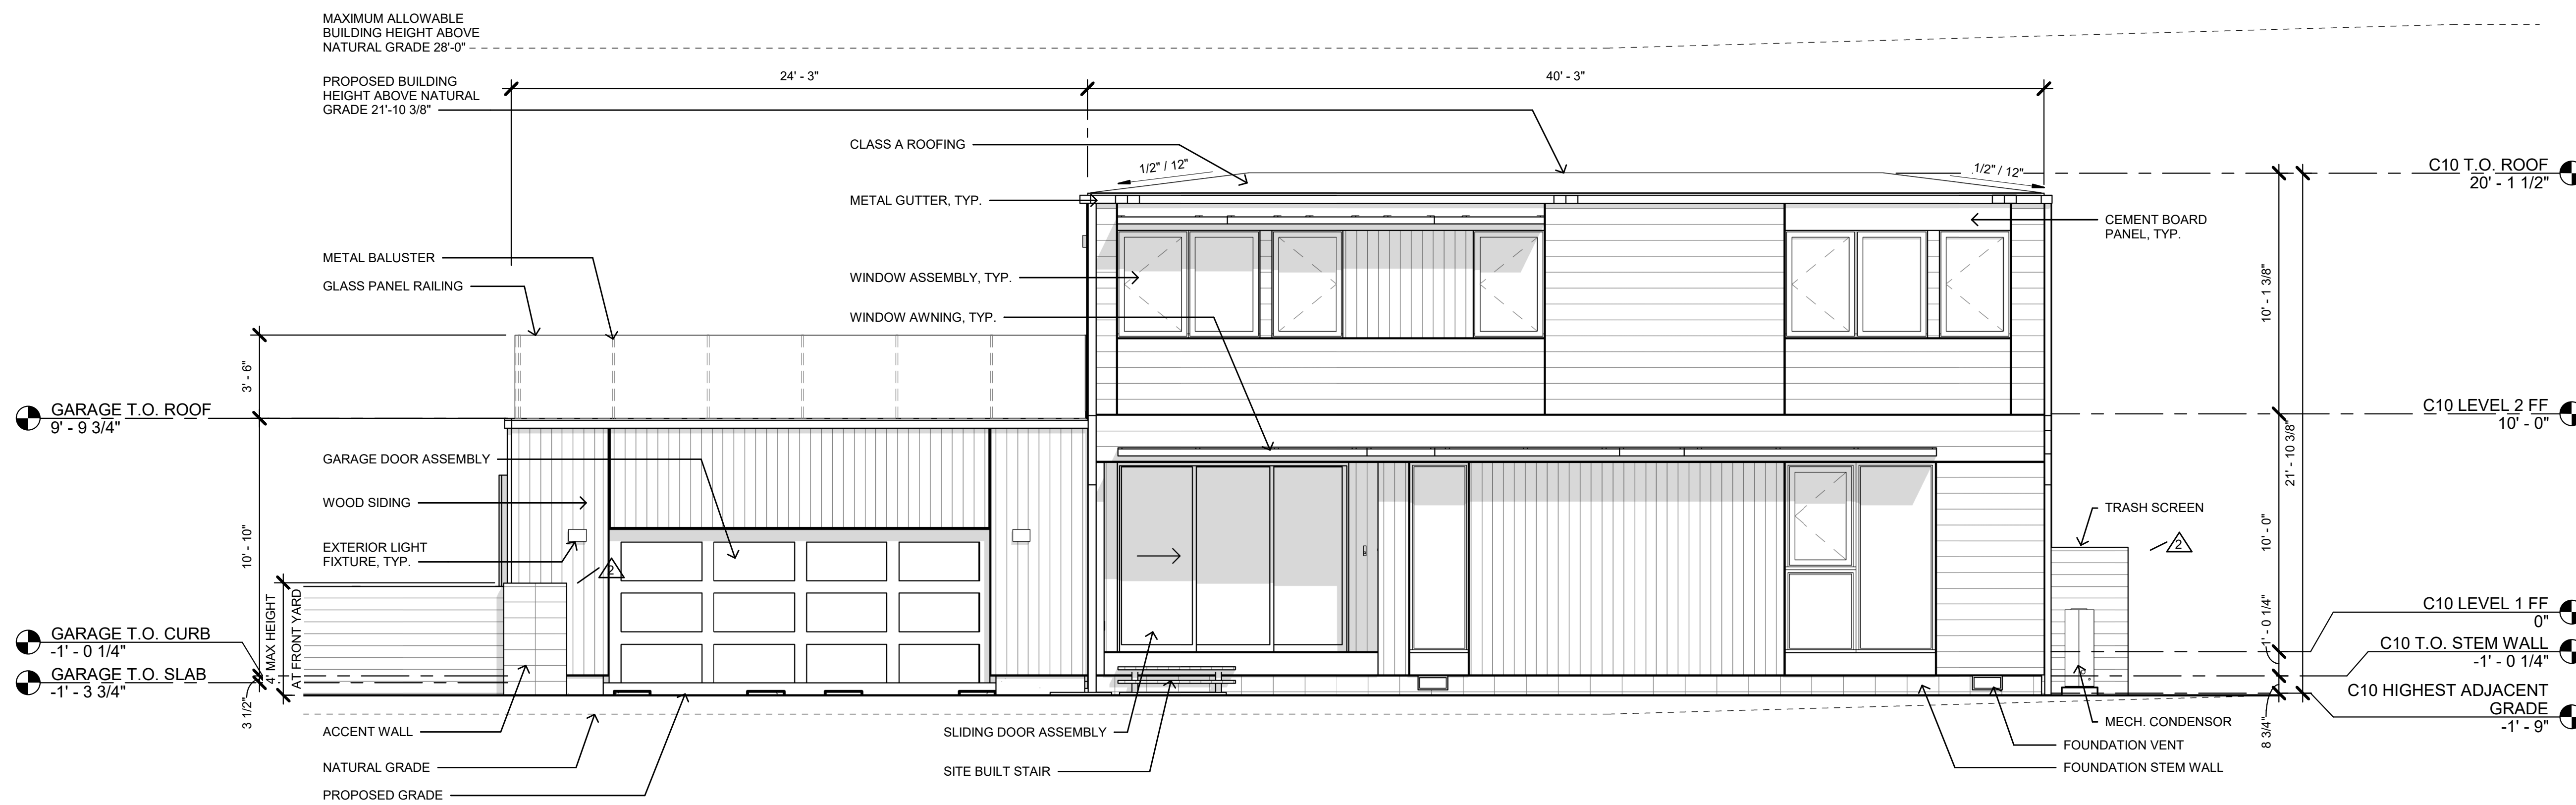 MAXIMUM ALLOWABLE
BUILDING HEIGHT ABOVE
NATURAL GRADE 28'-0"
PROPOSED BUILDING
HEIGHT ABOVE NATURAL
GRADE 21'-10 3/8"
24' - 3"
40' - 3"
CLASS A ROOFING
1/2" / 12"
1/2" / 12"
METAL GUTTER, TYP.
C10 T.O. ROOF
20' - 1 1/2"
CEMENT BOARD
PANEL, TYP.
METAL BALUSTER
GLASS PANEL RAILING
WINDOW ASSEMBLY, TYP.
WINDOW AWNING, TYP.
10' - 1 3/8"
3' - 6"
GARAGE T.O. ROOF
9' - 9 3/4"
C10 LEVEL 2 FF
10' - 0"
21' - 10 3/8"
GARAGE DOOR ASSEMBLY
WOOD SIDING
EXTERIOR LIGHT
FIXTURE, TYP.
2
10' - 10"
TRASH SCREEN
2
10' - 0"
4' MAX HEIGHT
AT FRONT YARD
GARAGE T.O. CURB
-1' - 0 1/4"
GARAGE T.O. SLAB
-1' - 3 3/4"
3 1/2"
C10 LEVEL 1 FF
0"
1' - 0 1/4"
C10 T.O. STEM WALL
-1' - 0 1/4"
C10 HIGHEST ADJACENT
GRADE
-1' - 9"
8 3/4"
ACCENT WALL
NATURAL GRADE
PROPOSED GRADE
SLIDING DOOR ASSEMBLY
SITE BUILT STAIR
MECH. CONDENSOR
FOUNDATION VENT
FOUNDATION STEM WALL